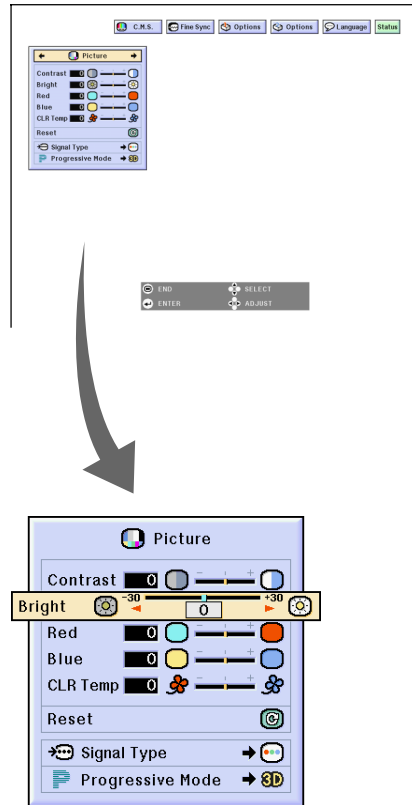 C.M.S. Fine Sync Options Options Language Status
Picture
Contrast 0 - +
Bright 0
Red 0
Blue 0
CLR Temp 0
Reset
Signal Type
P Progressive Mode 3D
END SELECT
ENTER ADJUST
Picture
Contrast 0 - +
Bright -30 0 +30
Red 0 - +
Blue 0 - +
CLR Temp 0 - +
Reset
Signal Type
P Progressive Mode 3D